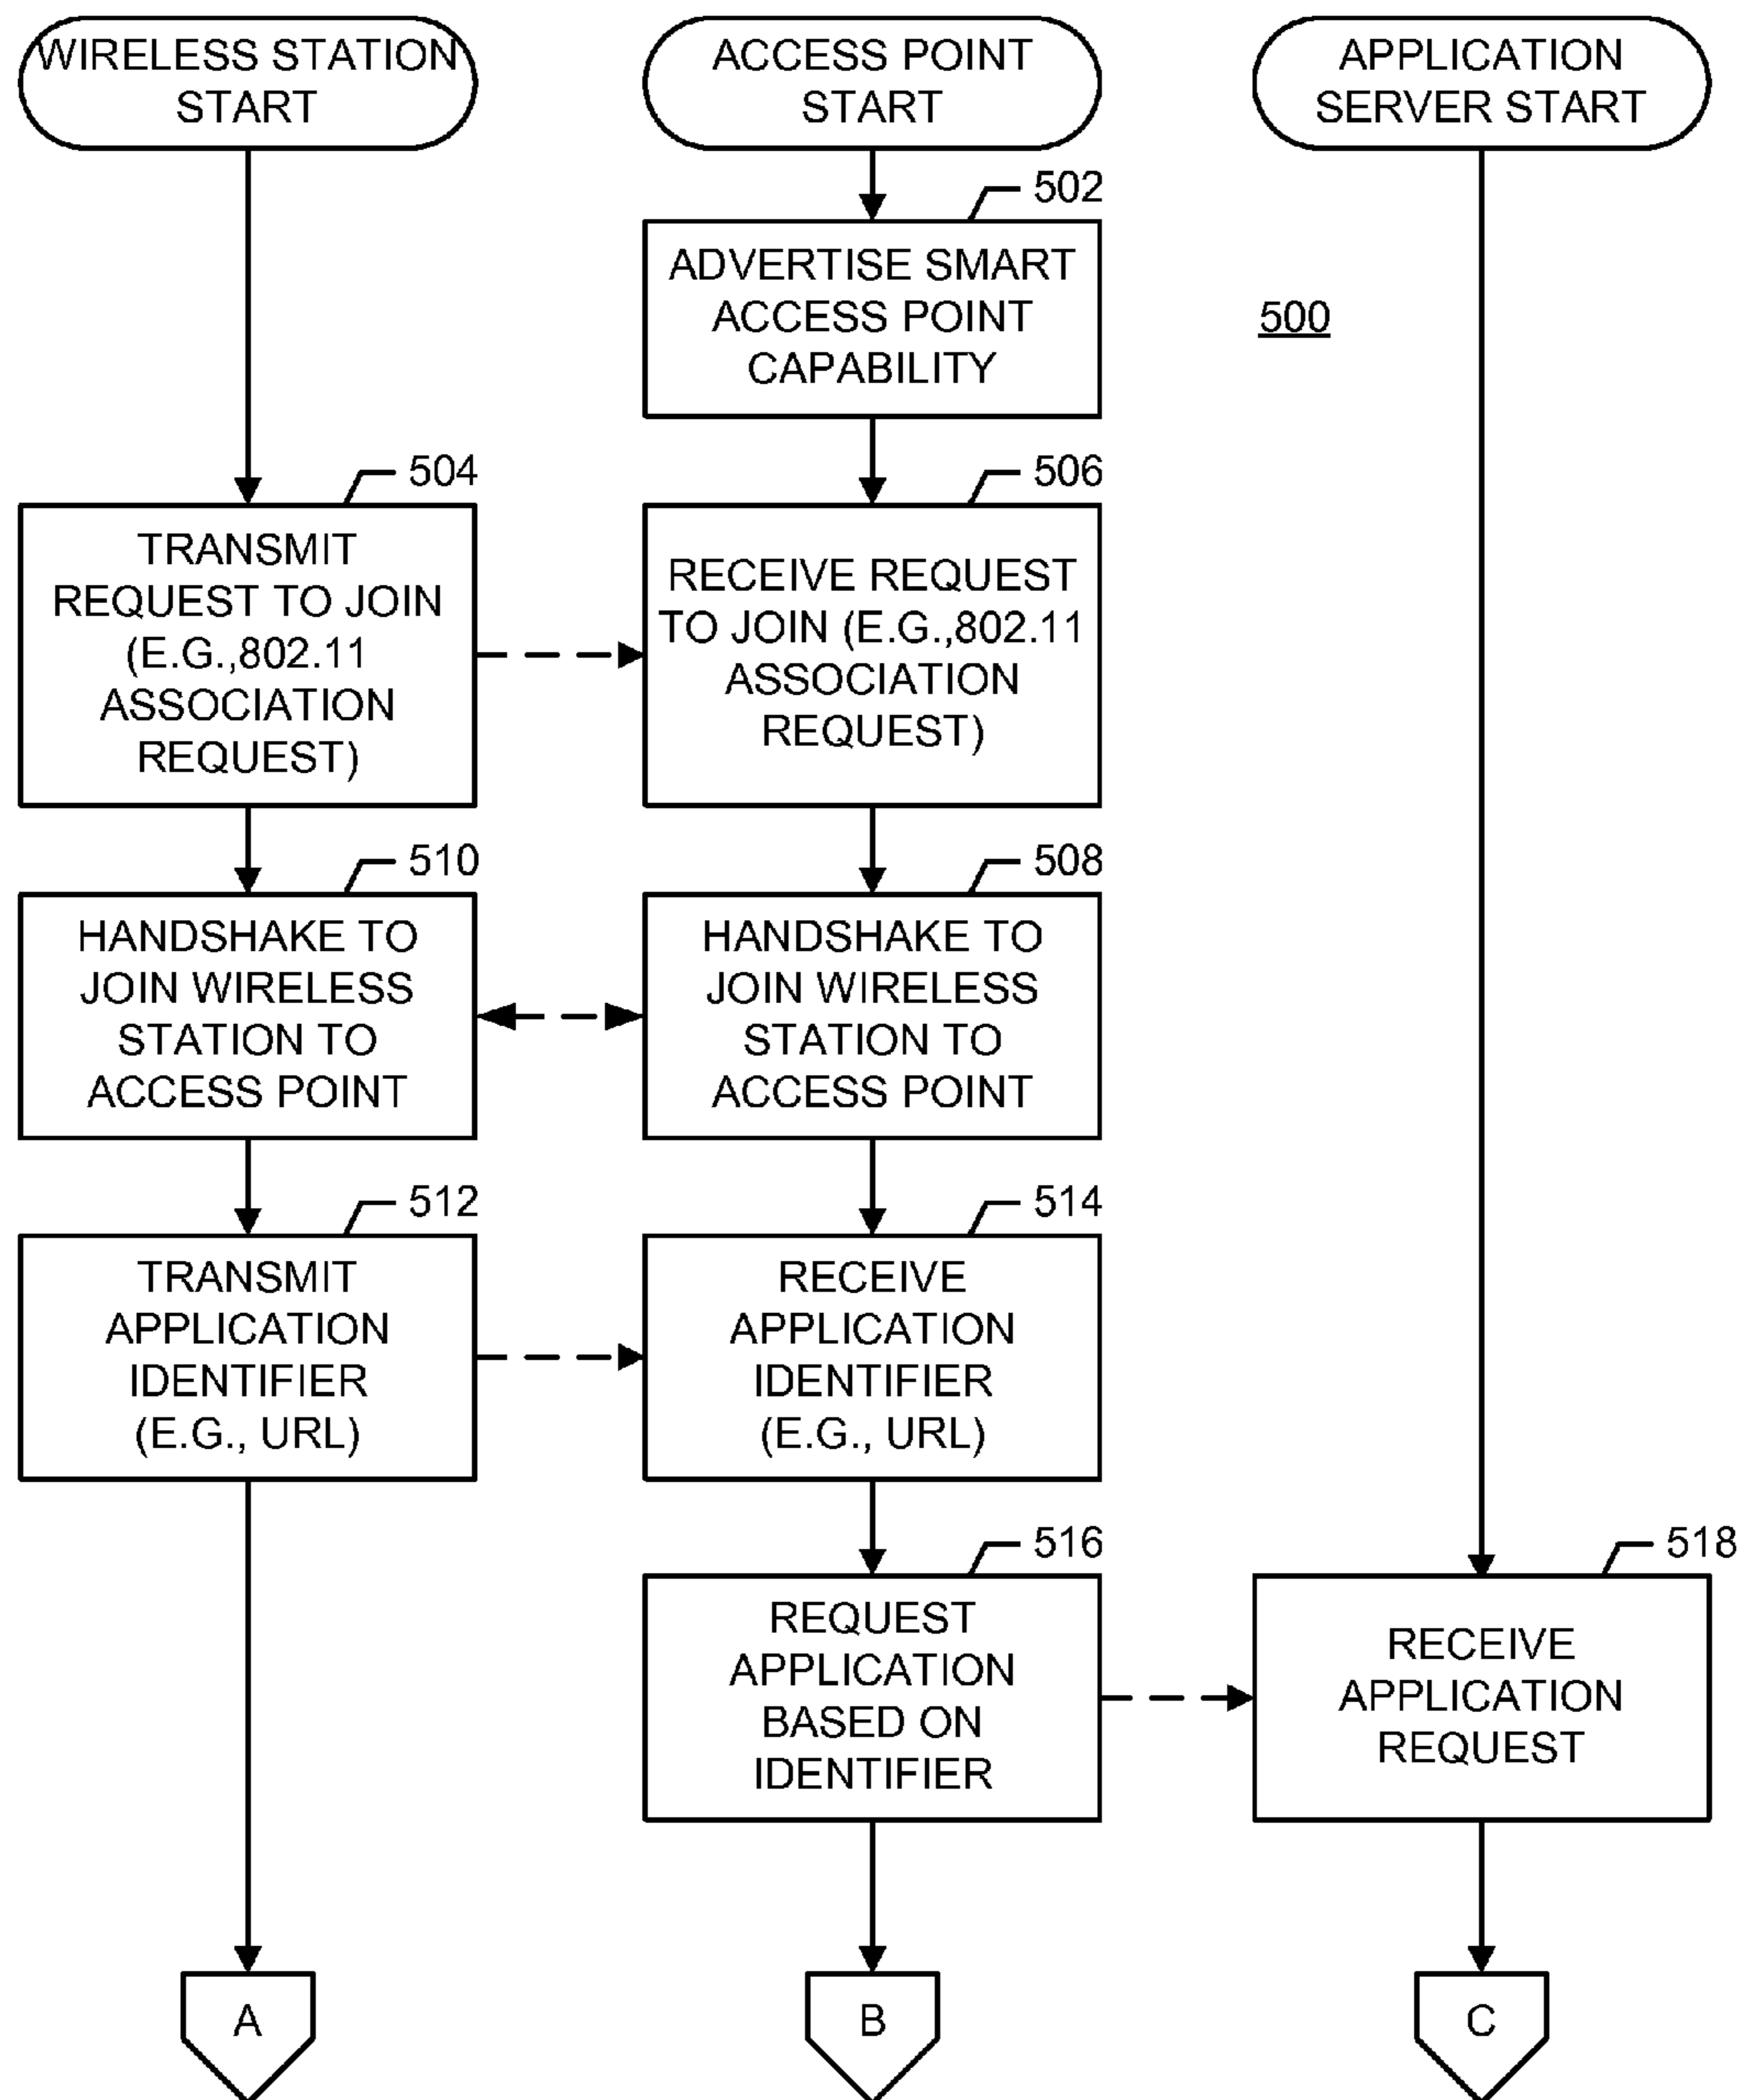 WIRELESS STATION
START
ACCESS POINT
START
APPLICATION
SERVER START
502
ADVERTISE SMART
ACCESS POINT
CAPABILITY
500
504
TRANSMIT
REQUEST TO JOIN
(E.G.,802.11
ASSOCIATION
REQUEST)
506
RECEIVE REQUEST
TO JOIN (E.G.,802.11
ASSOCIATION
REQUEST)
510
HANDSHAKE TO
JOIN WIRELESS
STATION TO
ACCESS POINT
508
HANDSHAKE TO
JOIN WIRELESS
STATION TO
ACCESS POINT
512
TRANSMIT
APPLICATION
IDENTIFIER
(E.G., URL)
514
RECEIVE
APPLICATION
IDENTIFIER
(E.G., URL)
516
REQUEST
APPLICATION
BASED ON
IDENTIFIER
518
RECEIVE
APPLICATION
REQUEST
A
B
C